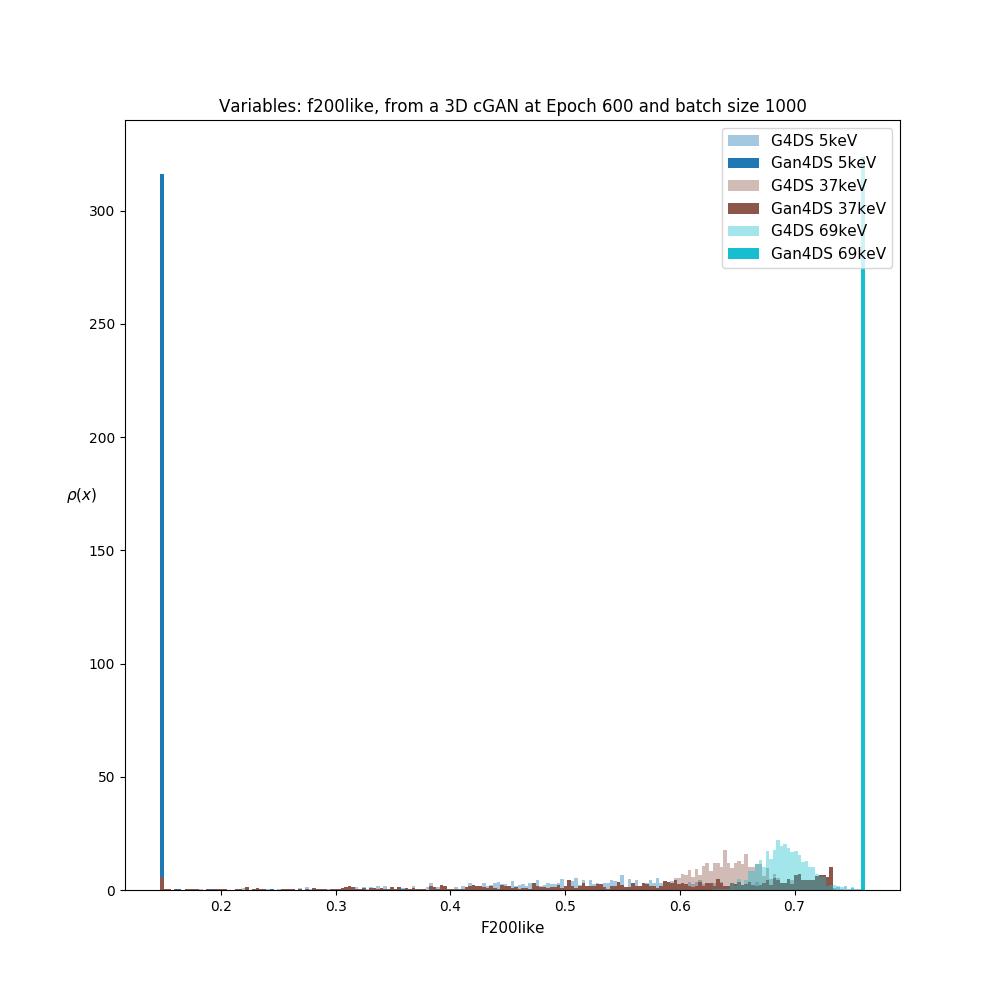 Variables: f200like, from a 3D cGAN at Epoch 600 and batch size 1000
G4DS 5keV
Gan4DS 5keV
G4DS 37keV
Gan4DS 37keV
G4DS 69keV
Gan4DS 69keV
300
250
200
ρ(x)
150
100
50
0
0.2 0.3 0.4 0.5 0.6 0.7
F200like